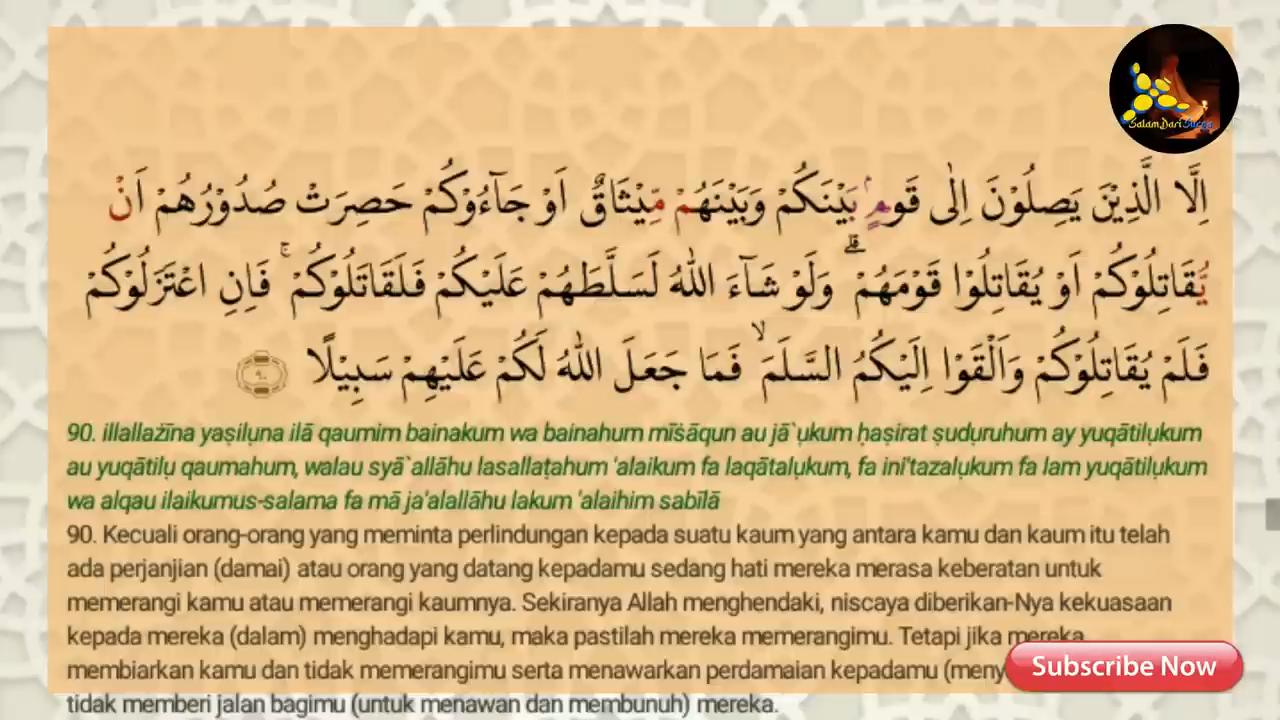 SalamDariSurga
اِلَّا الَّذِيْنَ يَصِلُوْنَ اِلٰى قَوْمٍۢ بَيْنَكُمْ وَبَيْنَهُمْ مِّيْثَاقٌ اَوْ جَاۤءُوْكُمْ حَصِرَتْ صُدُوْرُهُمْ اَنْ
يُّقَاتِلُوْكُمْ اَوْ يُقَاتِلُوْا قَوْمَهُمْ ۗ وَلَوْ شَاۤءَ اللّٰهُ لَسَلَّطَهُمْ عَلَيْكُمْ فَلَقَاتَلُوْكُمْ ۚ فَاِنِ اعْتَزَلُوْكُمْ
فَلَمْ يُقَاتِلُوْكُمْ وَاَلْقَوْا اِلَيْكُمُ السَّلَمَ ۙ فَمَا جَعَلَ اللّٰهُ لَكُمْ عَلَيْهِمْ سَبِيْلًا ٩٠
90. illallażīna yaṣilụna ilā qaumim bainakum wa bainahum mīṡāqun au jā`ụkum ḥaṣirat ṣudụruhum ay yuqātilụkum
au yuqātilụ qaumahum, walau syā`allāhu lasallaṭahum 'alaikum fa laqātalụkum, fa ini'tazalụkum fa lam yuqātilụkum
wa alqau ilaikumus-salama fa mā ja'alallāhu lakum 'alaihim sabīlā
90. Kecuali orang-orang yang meminta perlindungan kepada suatu kaum yang antara kamu dan kaum itu telah
ada perjanjian (damai) atau orang yang datang kepadamu sedang hati mereka merasa keberatan untuk
memerangi kamu atau memerangi kaumnya. Sekiranya Allah menghendaki, niscaya diberikan-Nya kekuasaan
kepada mereka (dalam) menghadapi kamu, maka pastilah mereka memerangimu. Tetapi jika mereka
membiarkan kamu dan tidak memerangimu serta menawarkan perdamaian kepadamu
tidak memberi jalan bagimu (untuk menawan dan membunuh) mereka.
Subscribe Now